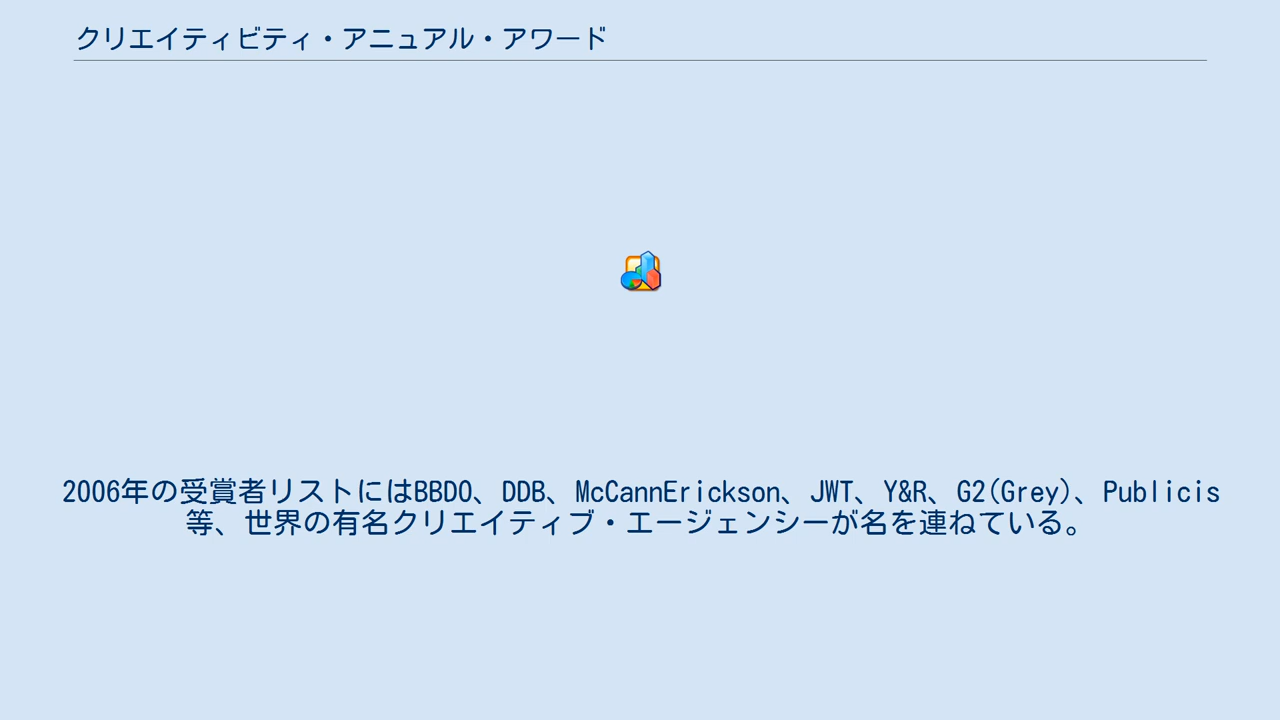 クリエイティビティ・アニュアル・アワード
2006年の受賞者リストにはBBDO、DDB、McCannErickson、JWT、Y&R、G2(Grey)、Publicis
等、世界の有名クリエイティブ・エージェンシーが名を連ねている。